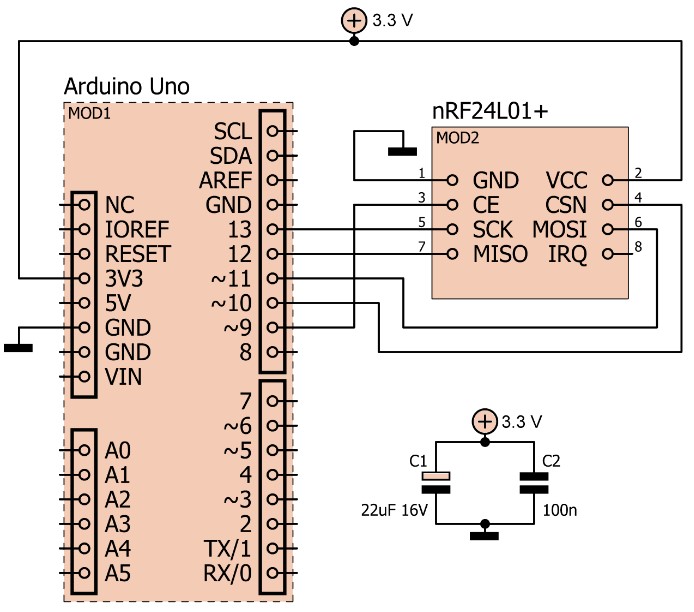 3.3 V
Arduino Uno
MOD1
SCL
SDA
AREF
GND
13
12
~11
~10
~9
8
NC
IOREF
RESET
3V3
5V
GND
GND
VIN
7
~6
~5
4
~3
2
TX/1
RX/0
A0
A1
A2
A3
A4
A5
nRF24L01+
MOD2
1 GND VCC 2
3 CE CSN 4
5 SCK MOSI 6
7 MISO IRQ 8
3.3 V
C1 C2
22uF 16V 100n